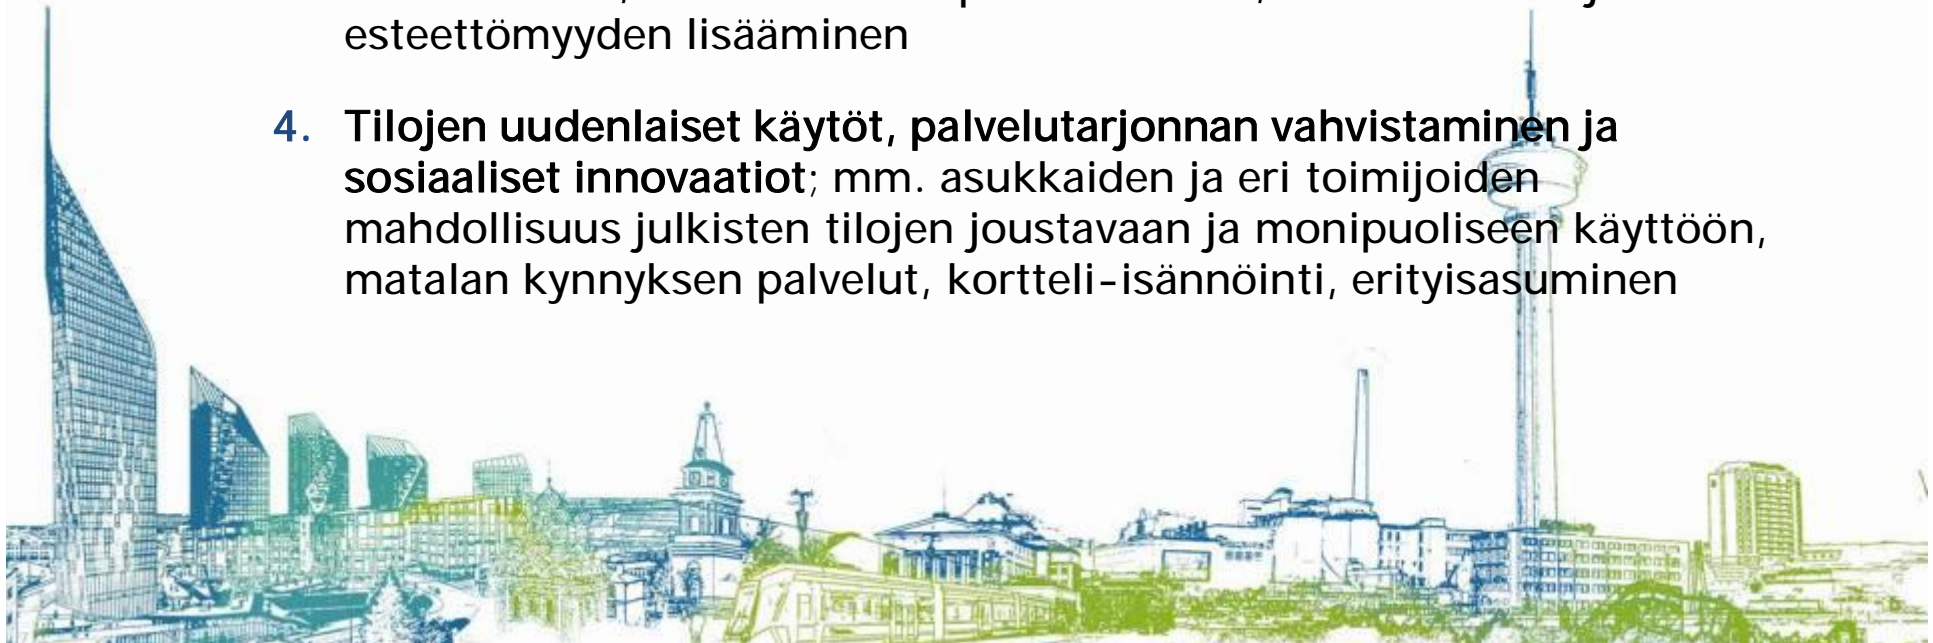 esteettömyyden lisääminen
4. Tilojen uudenlaiset käytöt, palvelutarjonnan vahvistaminen ja
sosiaaliset innovaatiot; mm. asukkaiden ja eri toimijoiden
mahdollisuus julkisten tilojen joustavaan ja monipuoliseen käyttöön,
matalan kynnyksen palvelut, kortteli-isännöinti, erityisasuminen